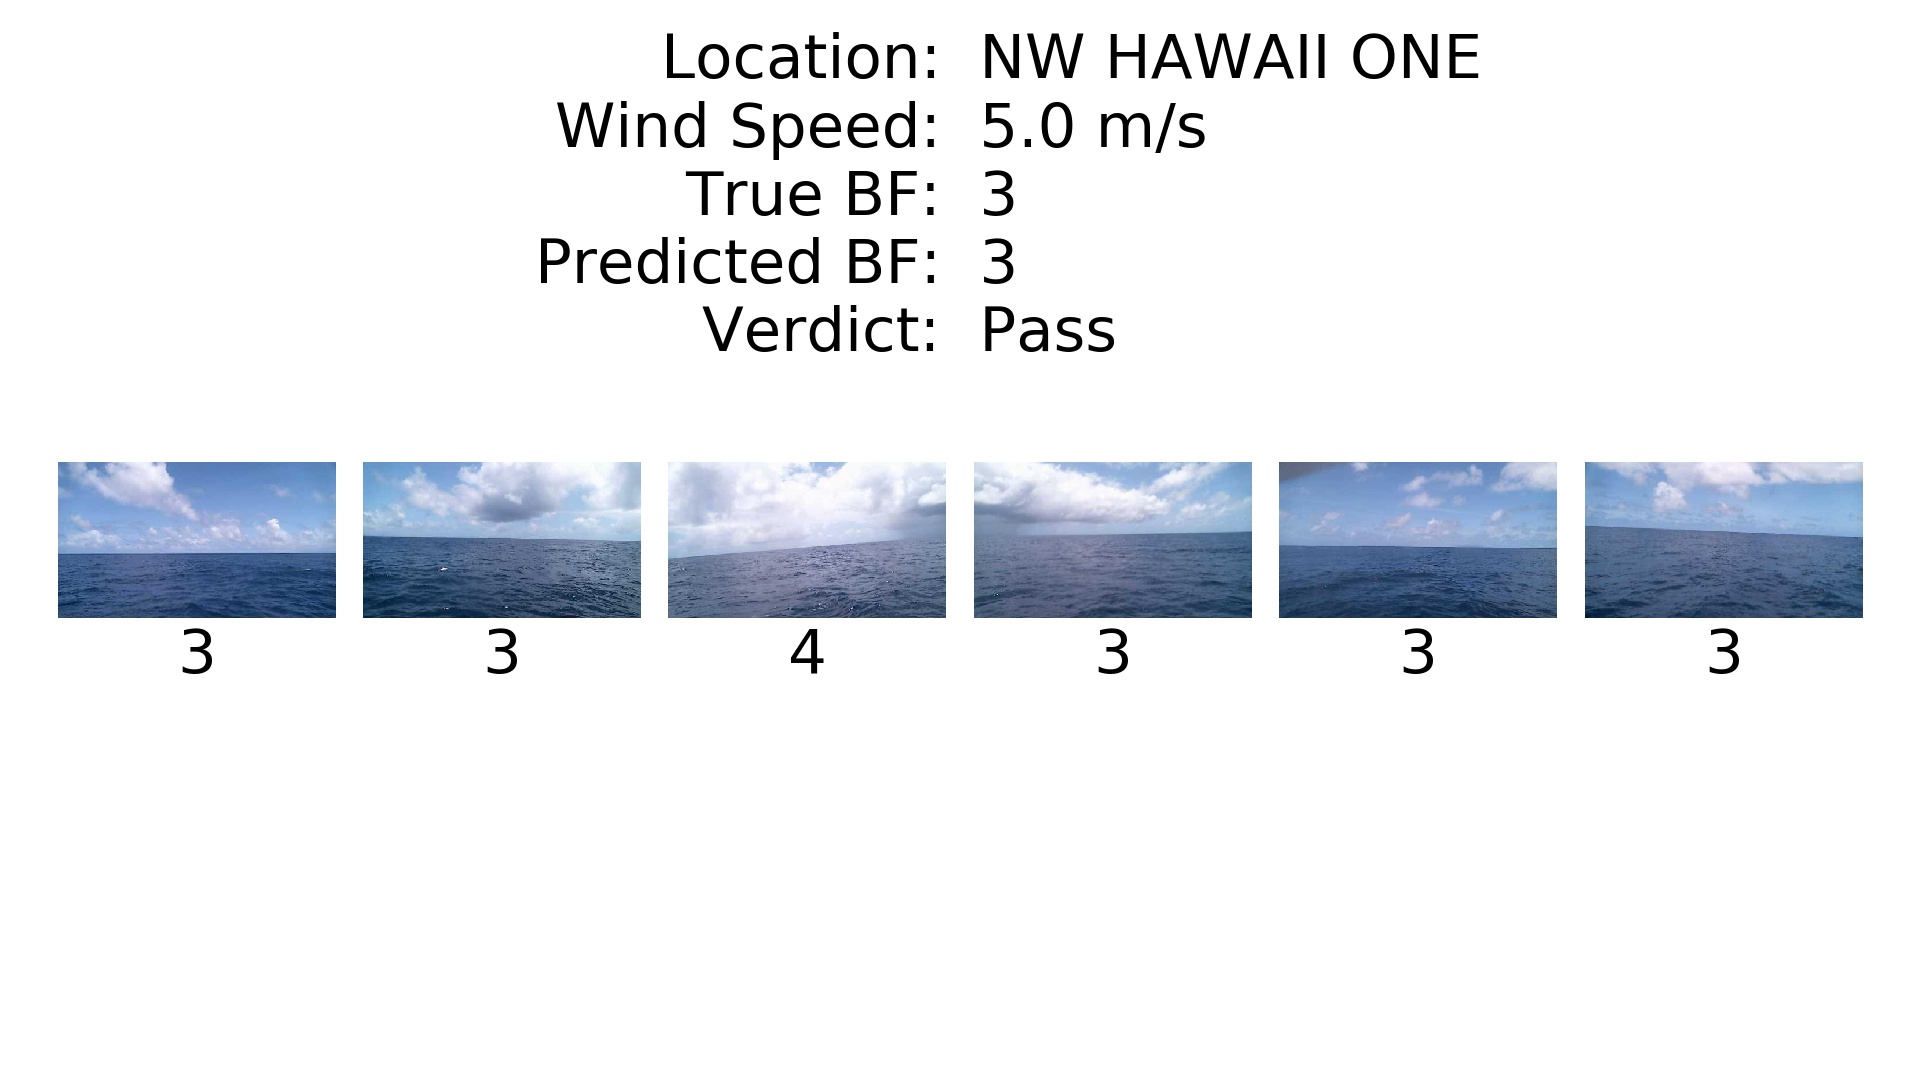 Location: NW HAWAII ONE
Wind Speed: 5.0 m/s
True BF: 3
Predicted BF: 3
Verdict: Pass
3 3 4 3 3 3